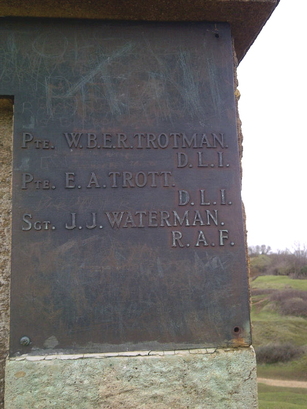 Pte. W.B.E.R. TROTMAN.
D.L.I.
Pte. E.A. TROTT.
D.L.I.
Sgt. J.J. WATERMAN.
R.A.F.